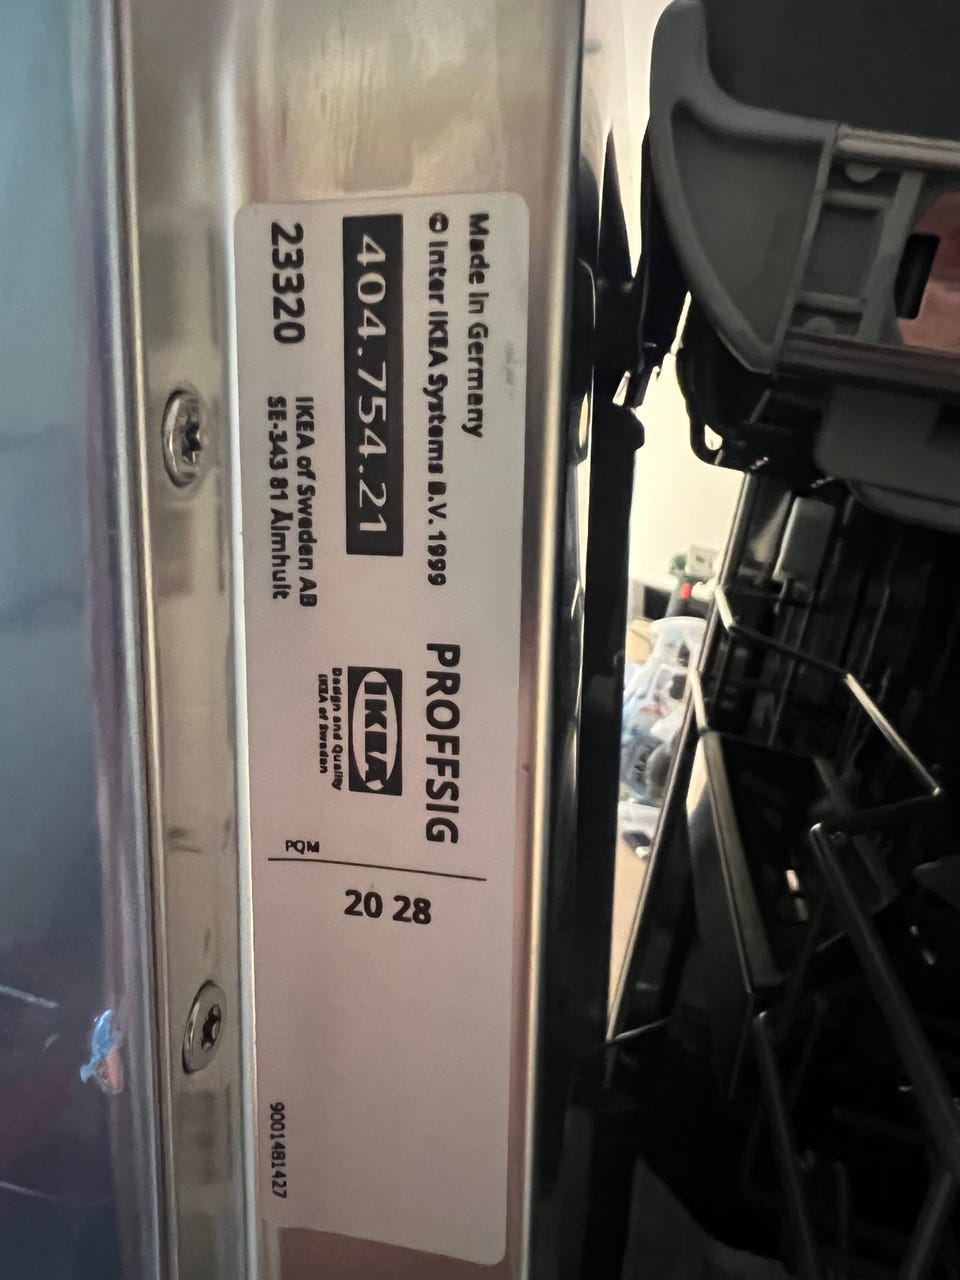 Made in Germany
© Inter IKEA Systems B.V. 1999
404.754.21
23320
IKEA of Sweden AB
SE-343 81 Älmhult
PROFFSIG
IKEA
Design and Quality
IKEA of Sweden
PQM
20 28
9001481427